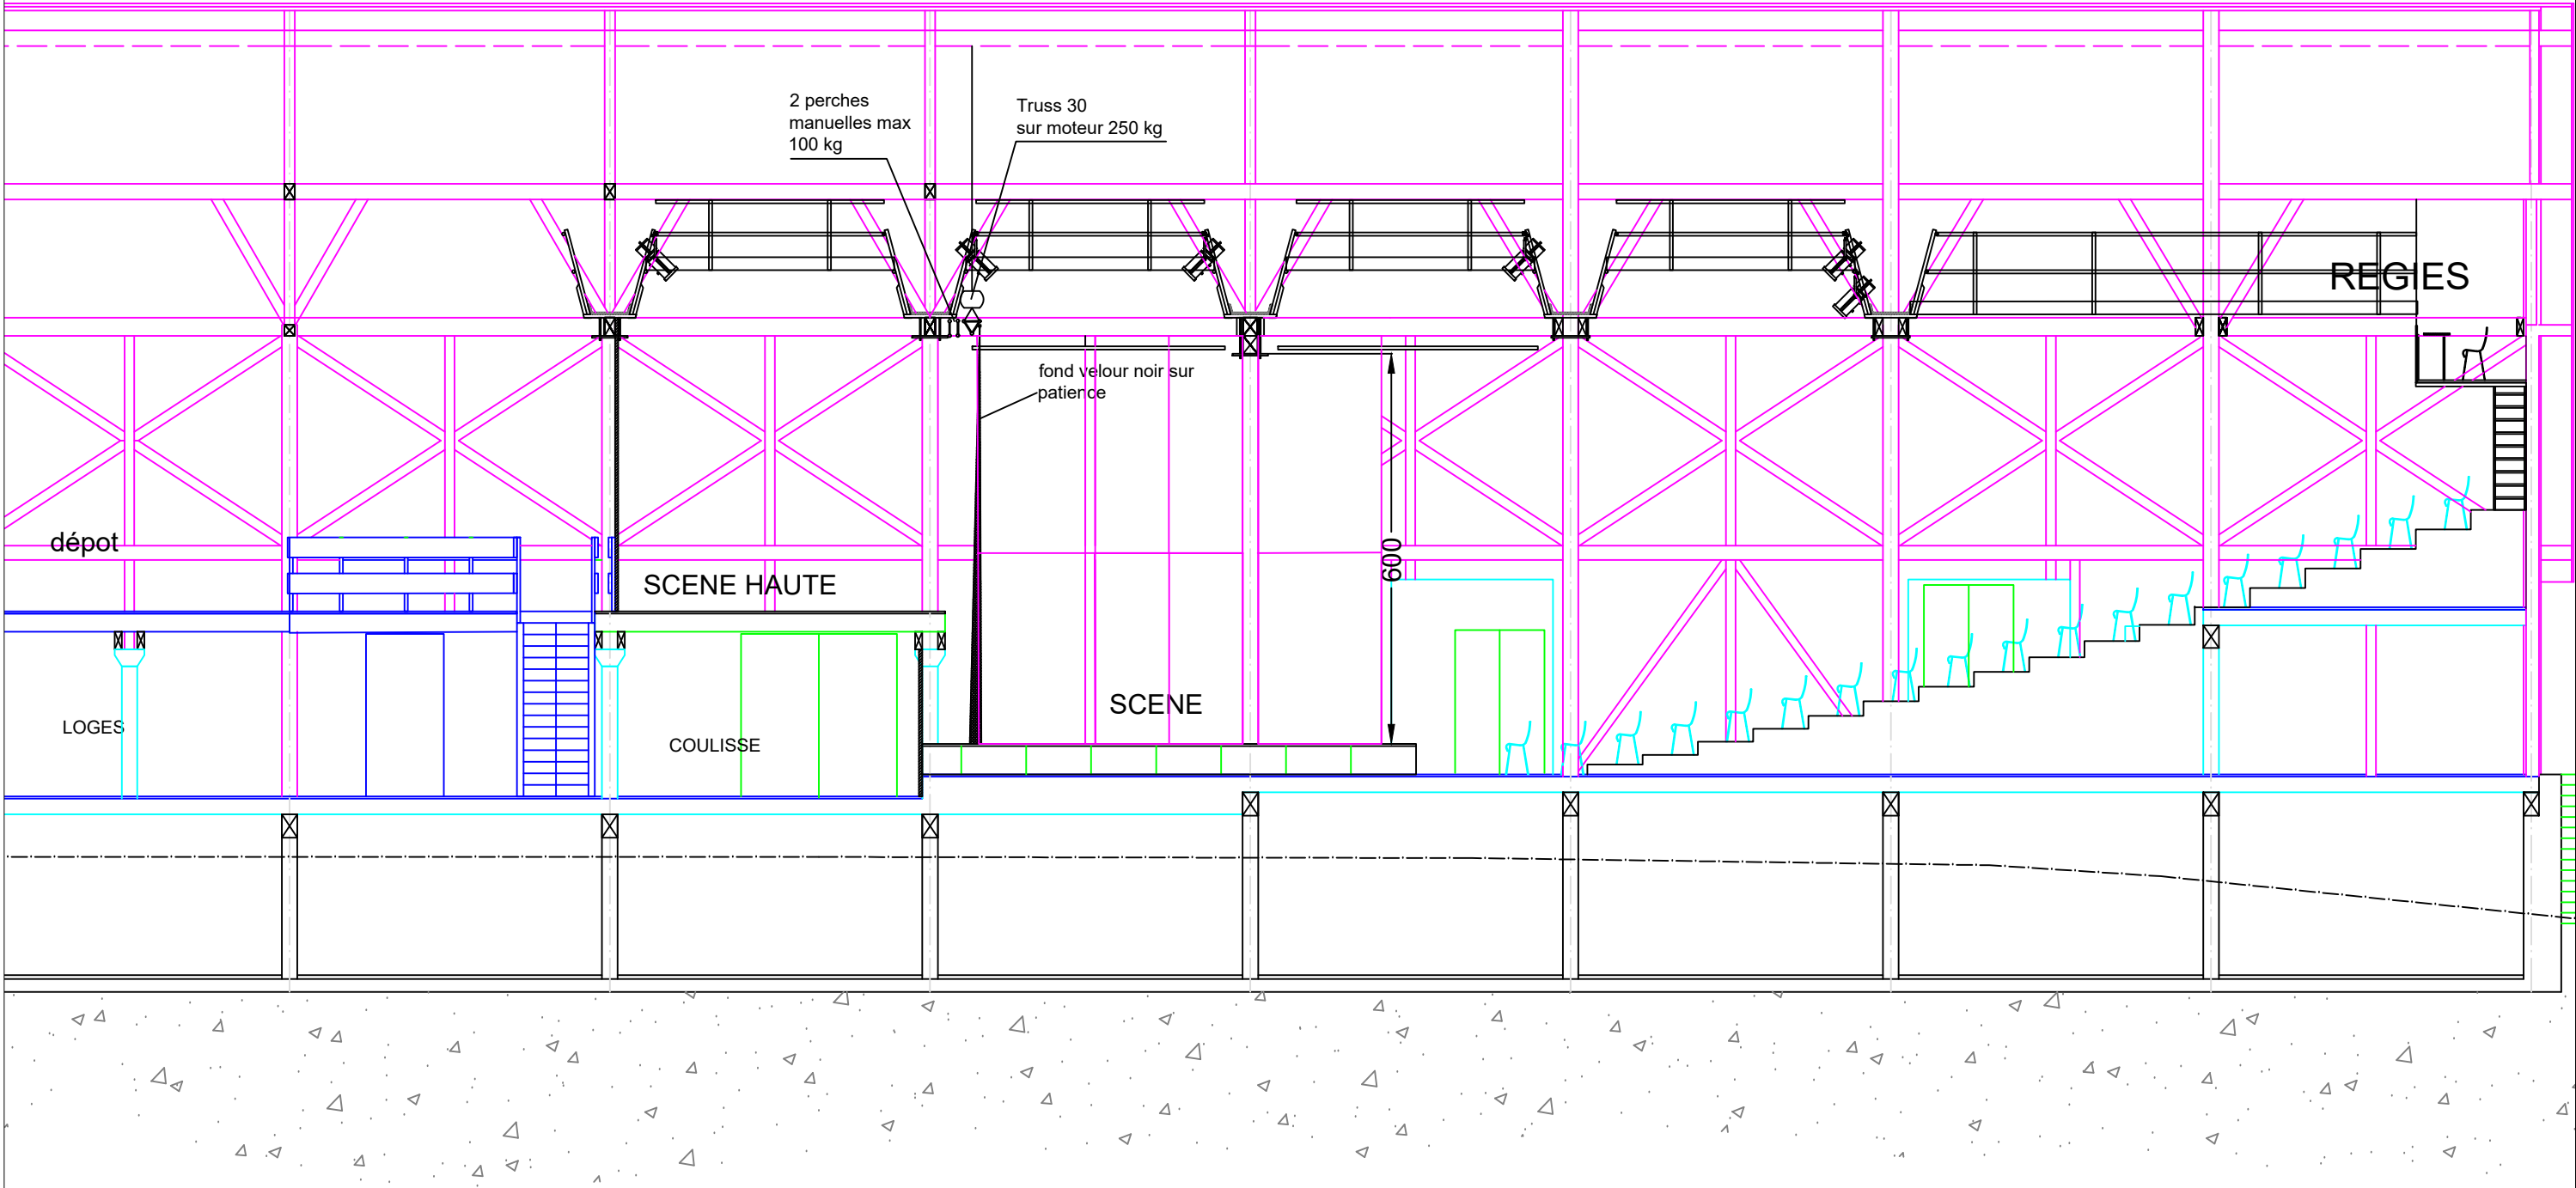 2 perches
manuelles max
100 kg
Truss 30
sur moteur 250 kg
REGIES
fond velour noir sur
patience
dépot
600
SCENE HAUTE
SCENE
LOGES
COULISSE